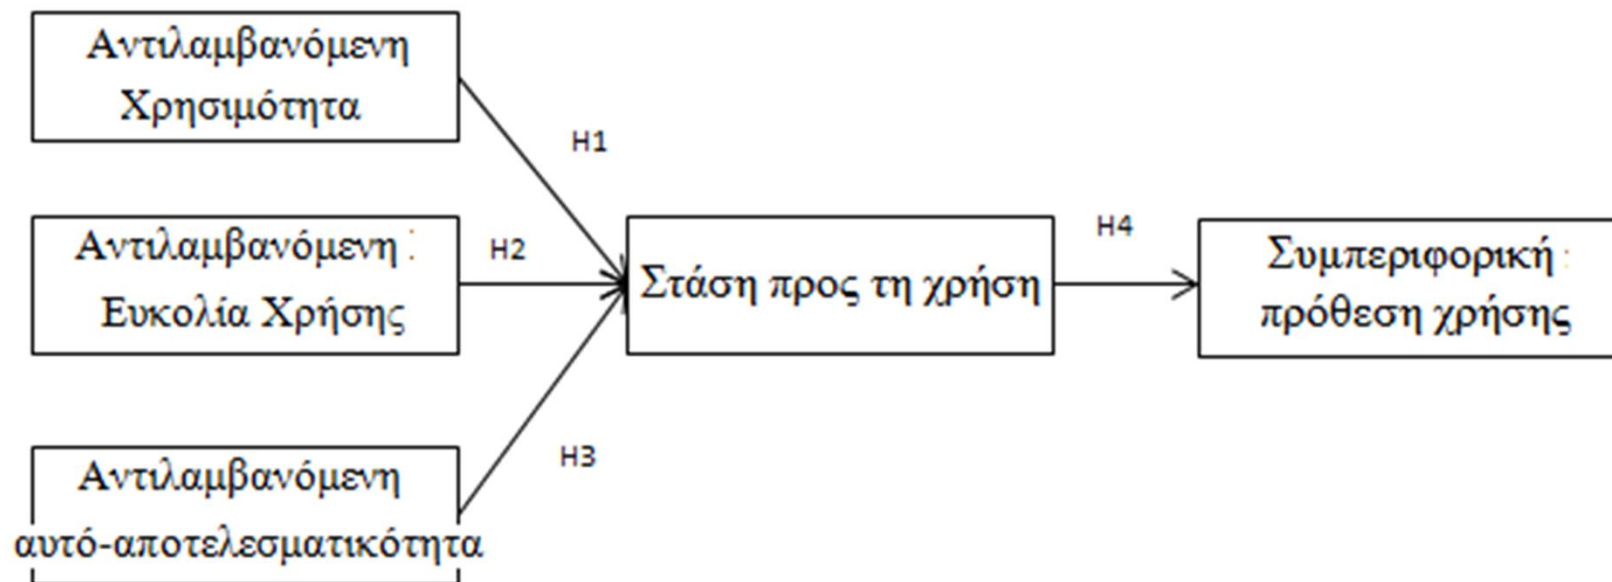 Αντιλαμβανόμενη
Χρησιμότητα
H1
Αντιλαμβανόμενη :
Ευκολία Χρήσης
H2
Στάση προς τη χρήση
H4
Συμπεριφορική :
πρόθεση χρήσης
H3
Αντιλαμβανόμενη
αυτό-αποτελεσματικότητα